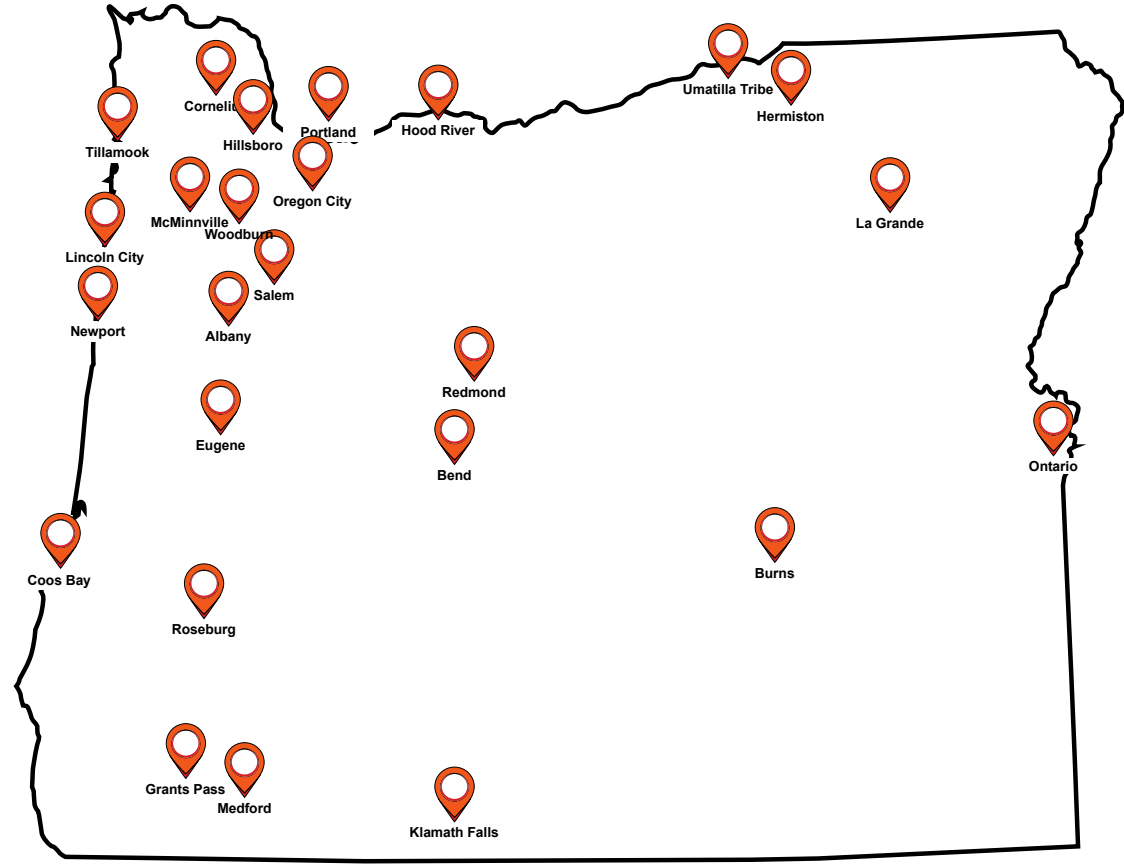 Umatilla Tribe
Corneliu
Hermiston
Portland
Hood River
Hillsboro
Tillamook
Oregon City
McMinnville
La Grande
Woodburn
Lincoln City
Salem
Newport
Albany
Redmond
Eugene
Ontario
Bend
Burns
Coos Bay
Roseburg
Grants Pass
Medford
Klamath Falls